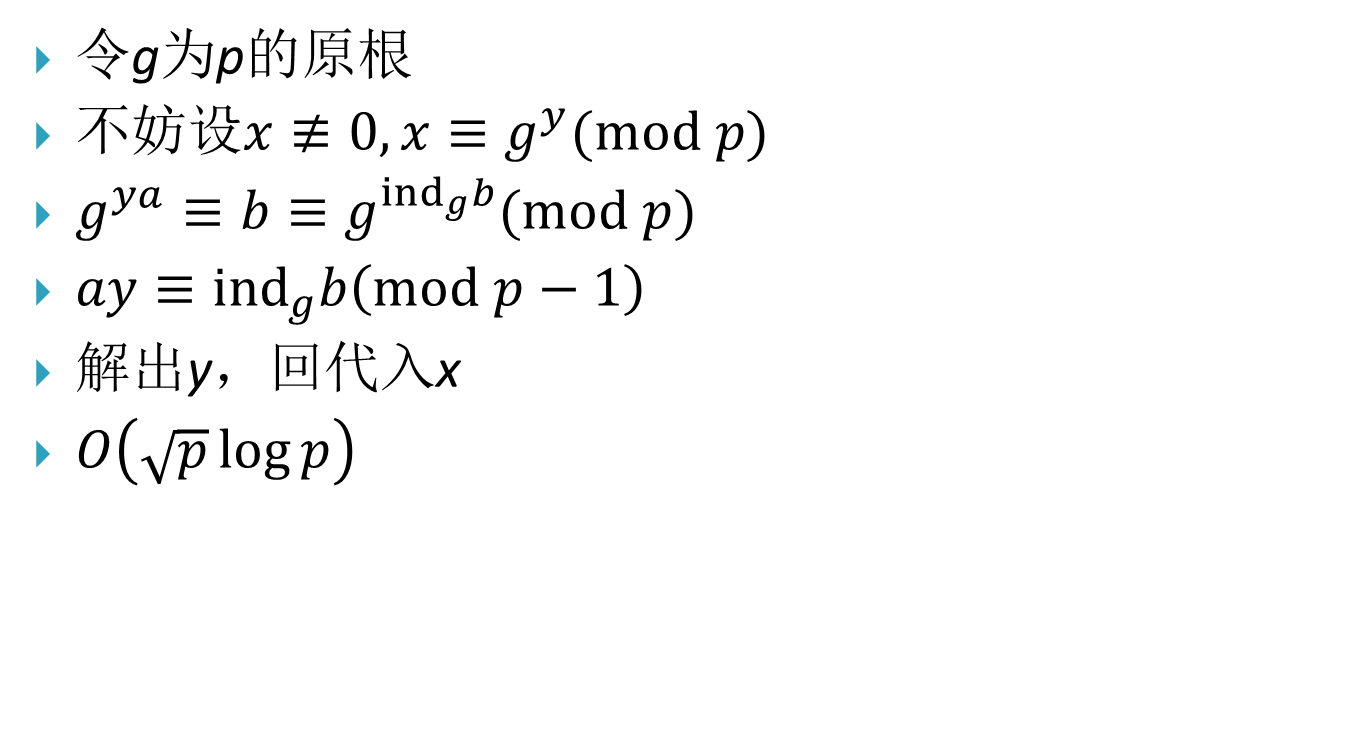 令g为p的原根
不妨设x ≢ 0, x ≡ g^y(mod p)
g^{ya} ≡ b ≡ g^{ind_g b}(mod p)
ay ≡ ind_g b(mod p − 1)
解出y，回代入x
O(√p log p)